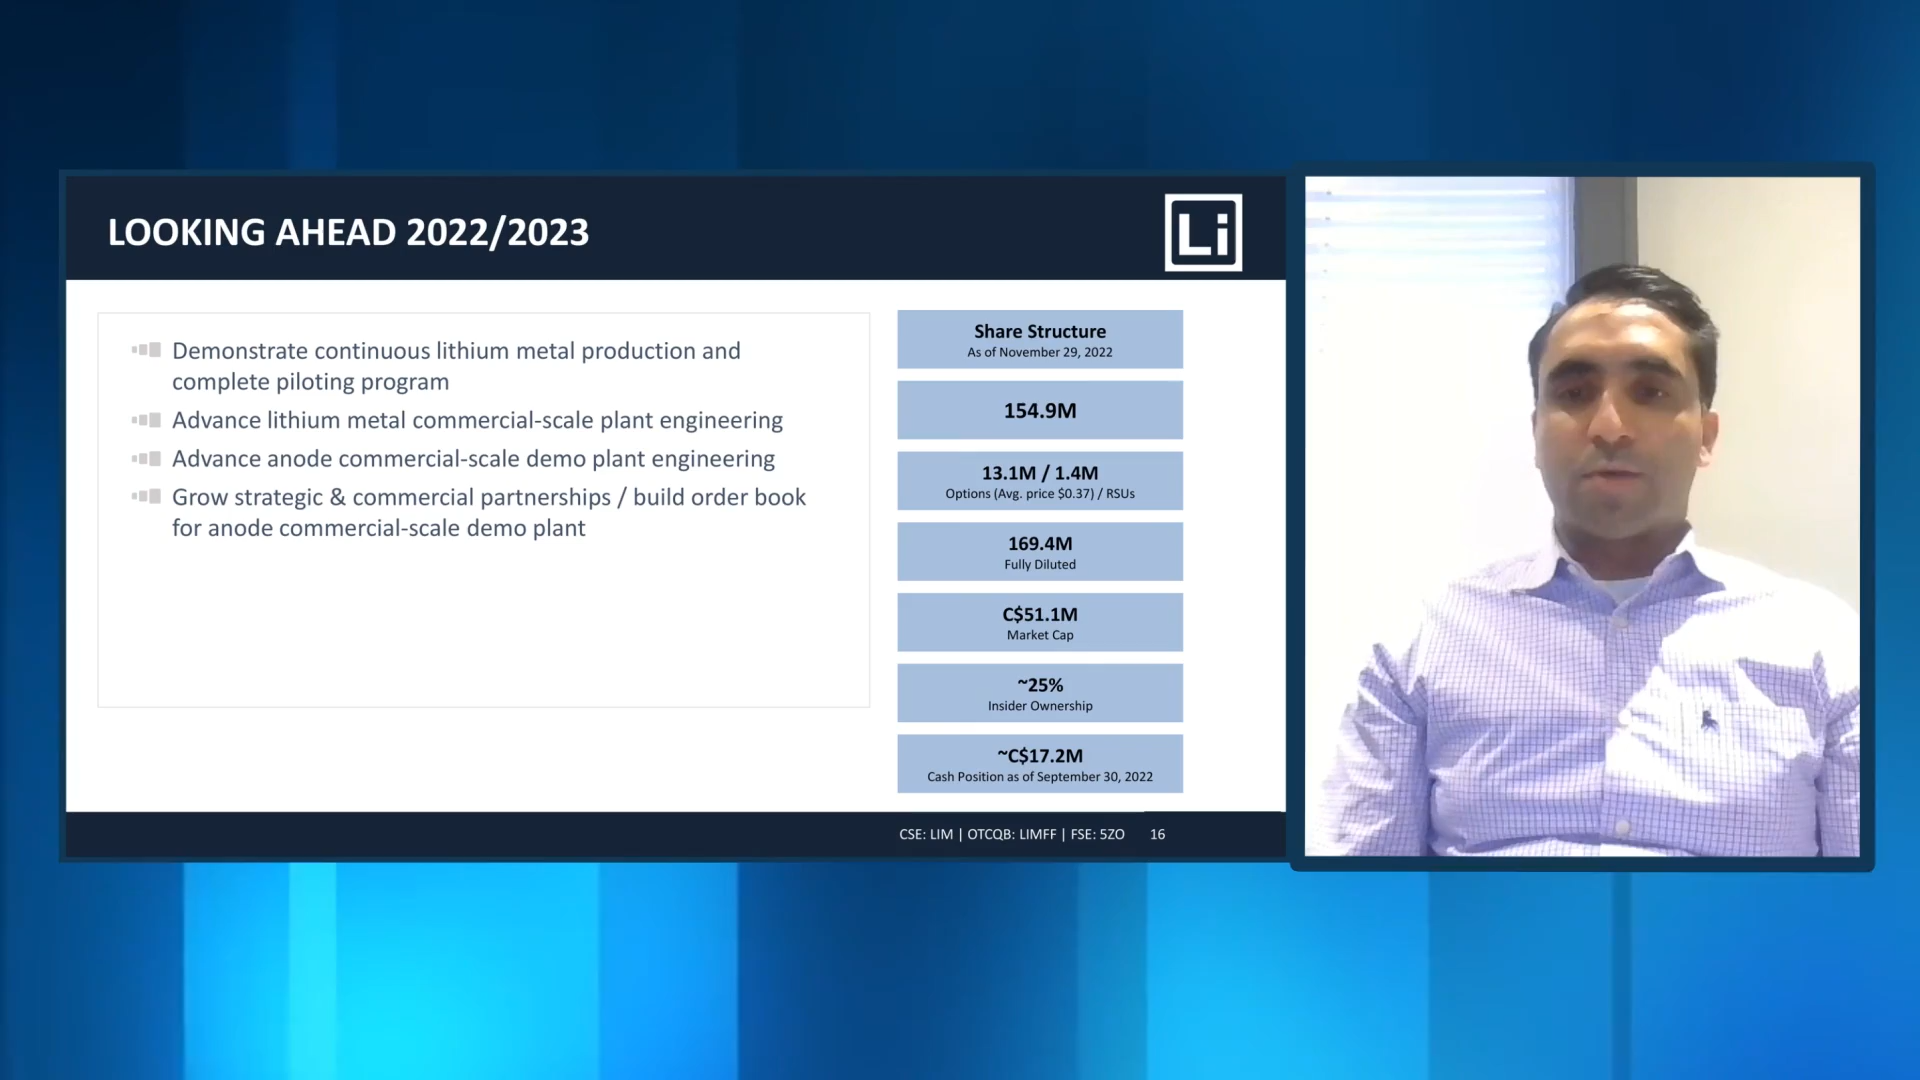 LOOKING AHEAD 2022/2023
Li
Demonstrate continuous lithium metal production and
complete piloting program
Advance lithium metal commercial-scale plant engineering
Advance anode commercial-scale demo plant engineering
Grow strategic & commercial partnerships / build order book
for anode commercial-scale demo plant
Share Structure
As of November 29, 2022
154.9M
13.1M / 1.4M
Options (Avg. price $0.37) / RSUs
169.4M
Fully Diluted
C$51.1M
Market Cap
~25%
Insider Ownership
~C$17.2M
Cash Position as of September 30, 2022
CSE: LIM | OTCQB: LIMFF | FSE: 5ZO 16